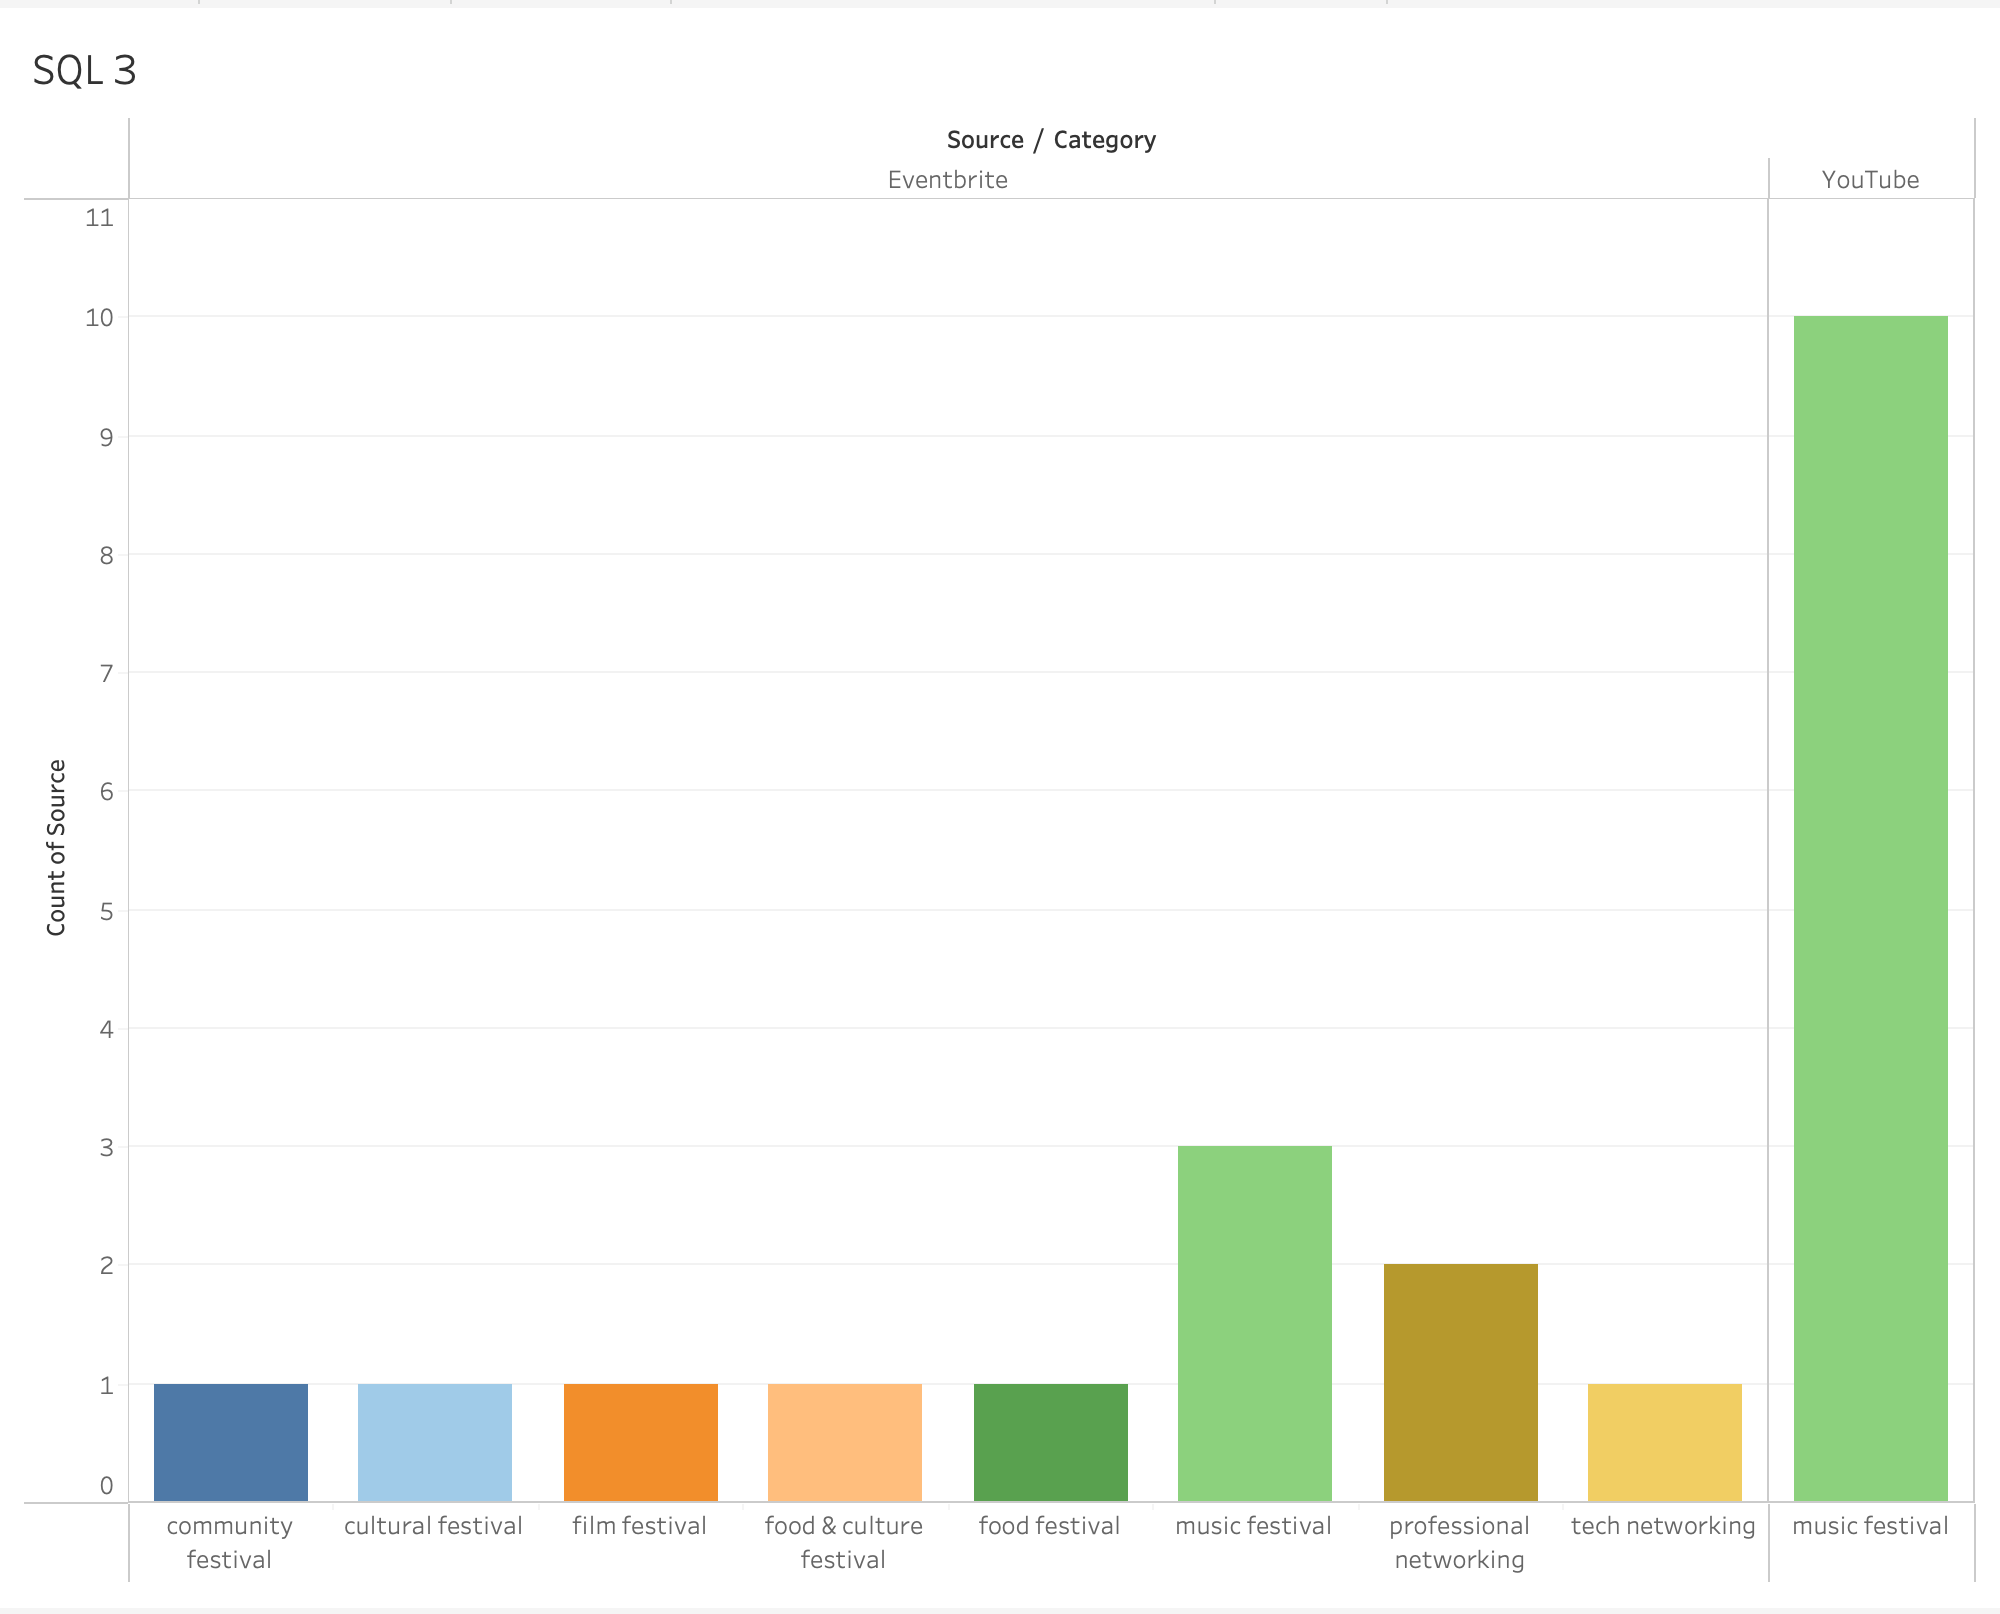 SQL 3
Source / Category
Eventbrite
YouTube
11
10
9
8
7
6
5
4
3
2
1
0
Count of Source
community
festival
cultural festival
film festival
food & culture
festival
food festival
music festival
professional
networking
tech networking
music festival